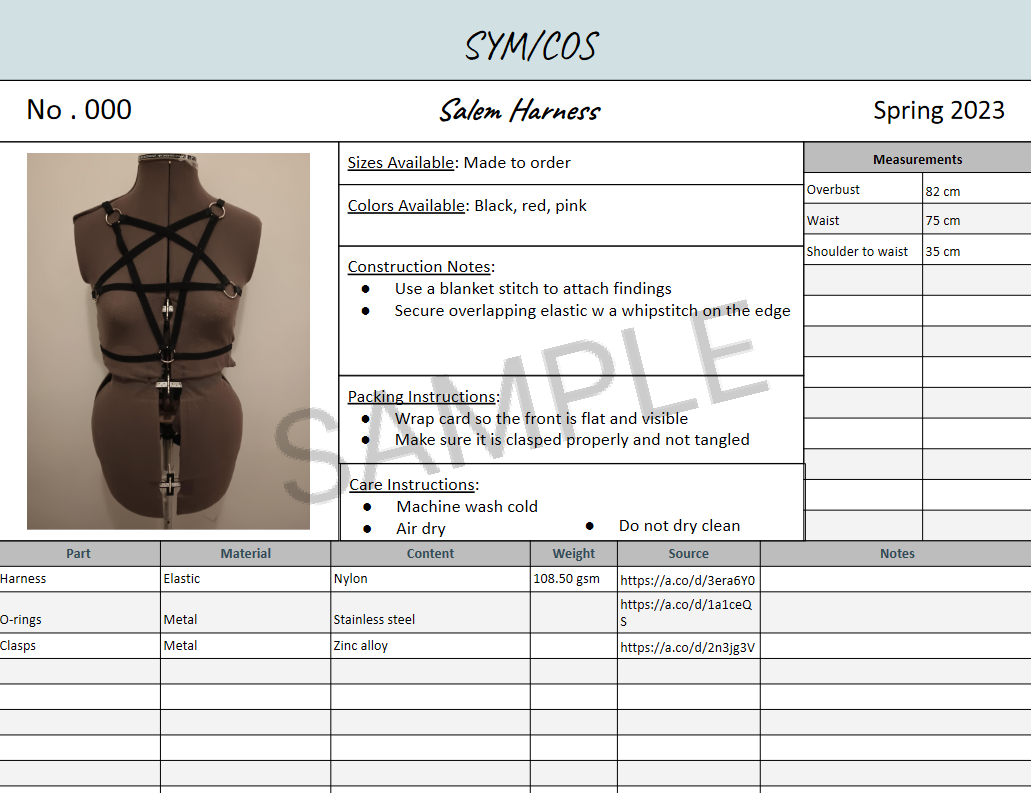 SYM/COS
No . 000
Salem Harness
Spring 2023
Sizes Available: Made to order
Colors Available: Black, red, pink
Construction Notes:
● Use a blanket stitch to attach findings
● Secure overlapping elastic w a whipstitch on the edge
Packing Instructions:
● Wrap card so the front is flat and visible
● Make sure it is clasped properly and not tangled
Care Instructions:
● Machine wash cold
● Air dry
● Do not dry clean
SAMPLE
Measurements
Overbust 82 cm
Waist 75 cm
Shoulder to waist 35 cm
Part Material Content Weight Source Notes
Harness Elastic Nylon 108.50 gsm https://a.co/d/3era6Y0
O-rings Metal Stainless steel https://a.co/d/1a1ceQ
S
Clasps Metal Zinc alloy https://a.co/d/2n3jg3V